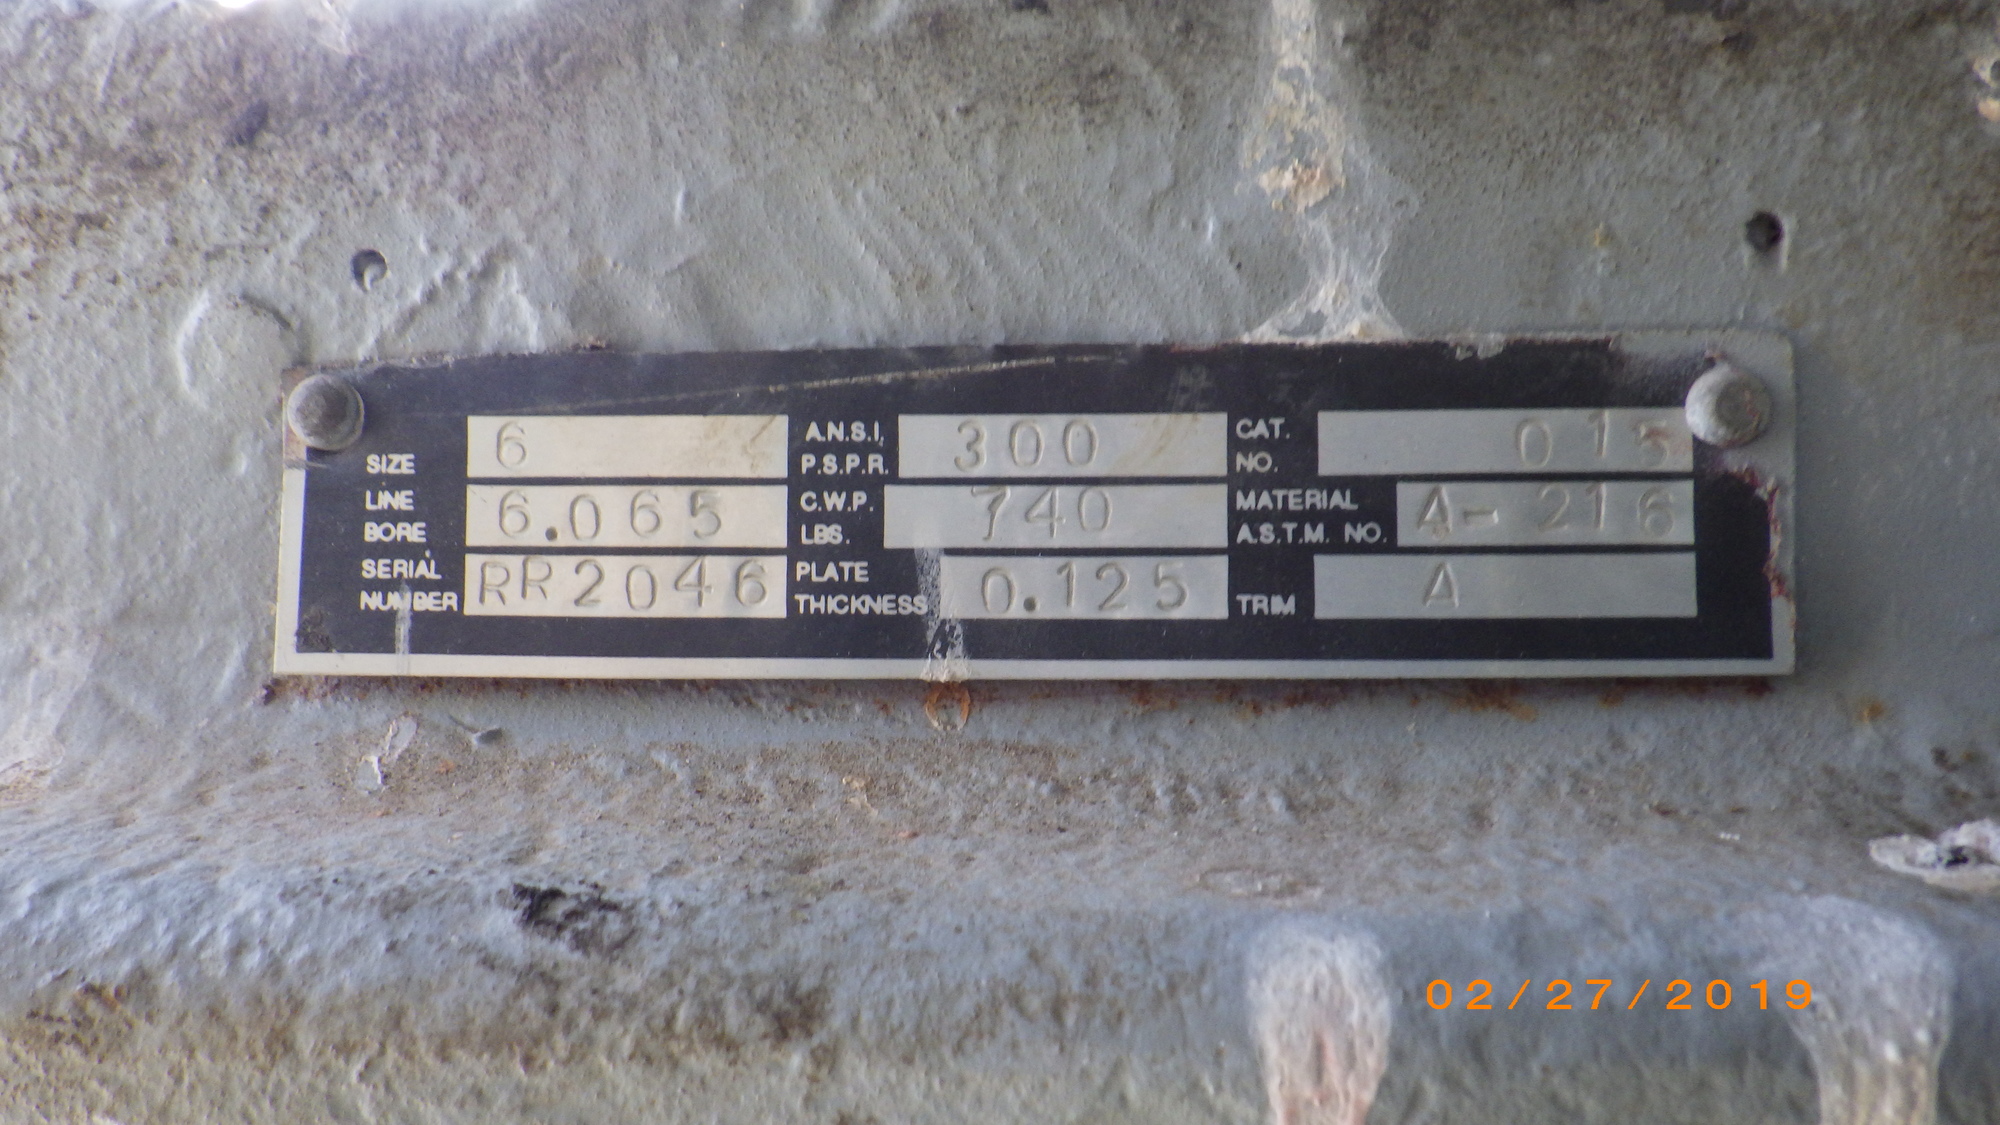 SIZE 6 A.N.S.I. P.S.P.R. 300 CAT. NO. 015
LINE BORE 6.065 C.W.P. LBS. 740 MATERIAL A.S.T.M. NO. A-216
SERIAL NUMBER RR2046 PLATE THICKNESS 0.125 TRIM A
02/27/2019